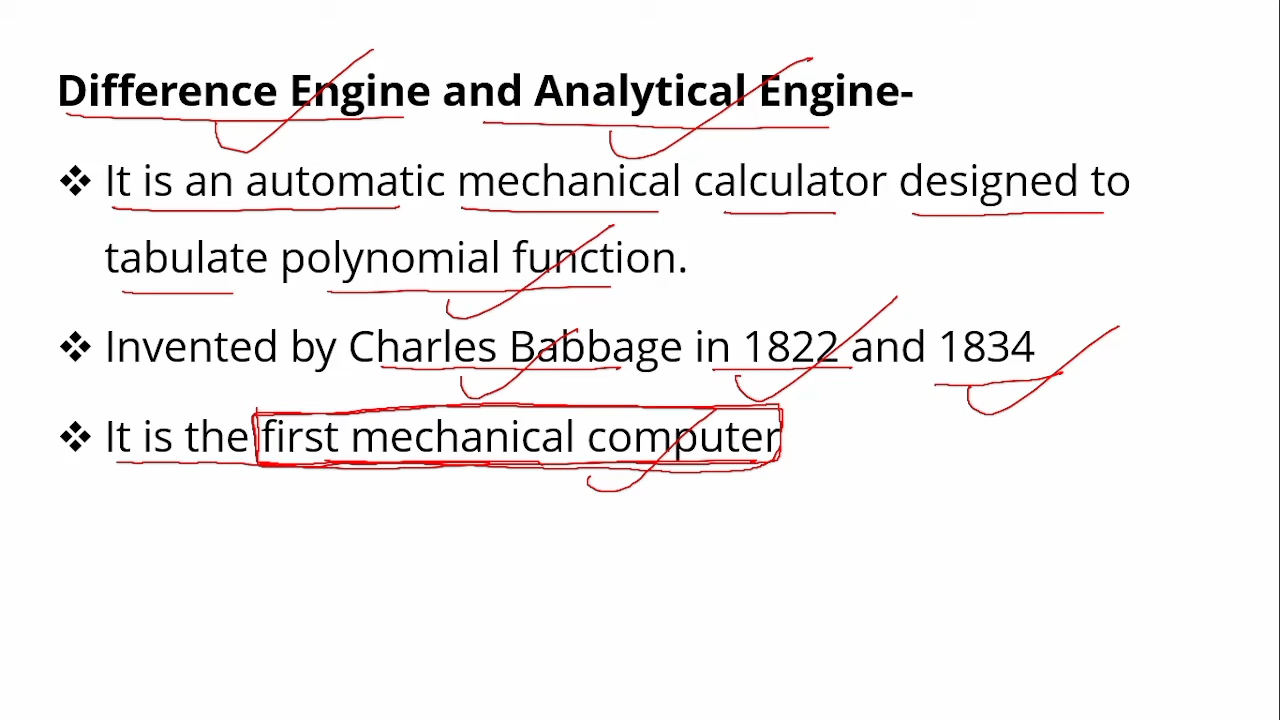 Difference Engine and Analytical Engine-
❖ It is an automatic mechanical calculator designed to
tabulate polynomial function.
❖ Invented by Charles Babbage in 1822 and 1834
❖ It is the first mechanical computer